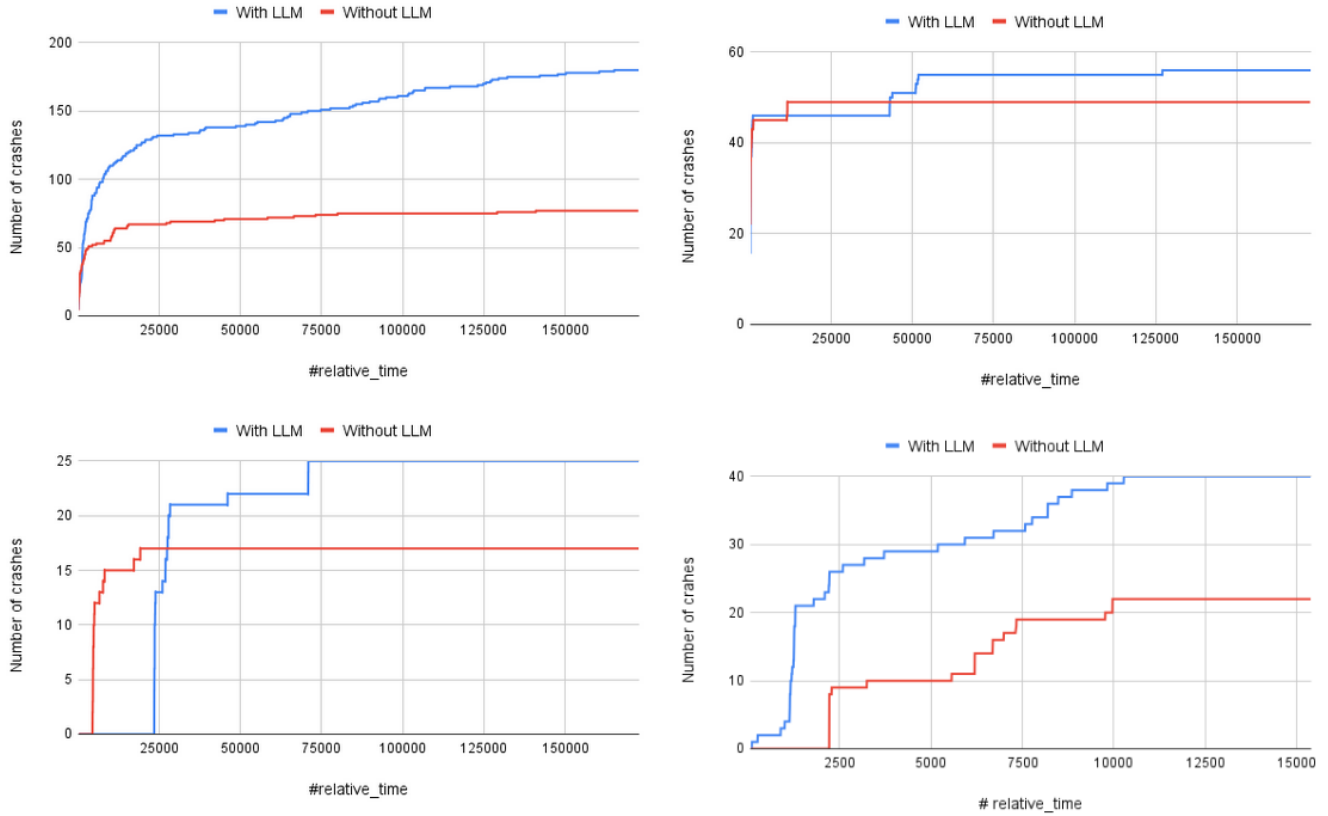 With LLM Without LLM
Number of crashes
200
150
100
50
0
25000 50000 75000 100000 125000 150000
#relative_time
With LLM Without LLM
Number of crashes
60
40
20
0
25000 50000 75000 100000 125000 150000
#relative_time
With LLM Without LLM
Number of crashes
25
20
15
10
5
0
25000 50000 75000 100000 125000 150000
#relative_time
With LLM Without LLM
Number of crahes
40
30
20
10
0
2500 5000 7500 10000 12500 15000
# relative_time